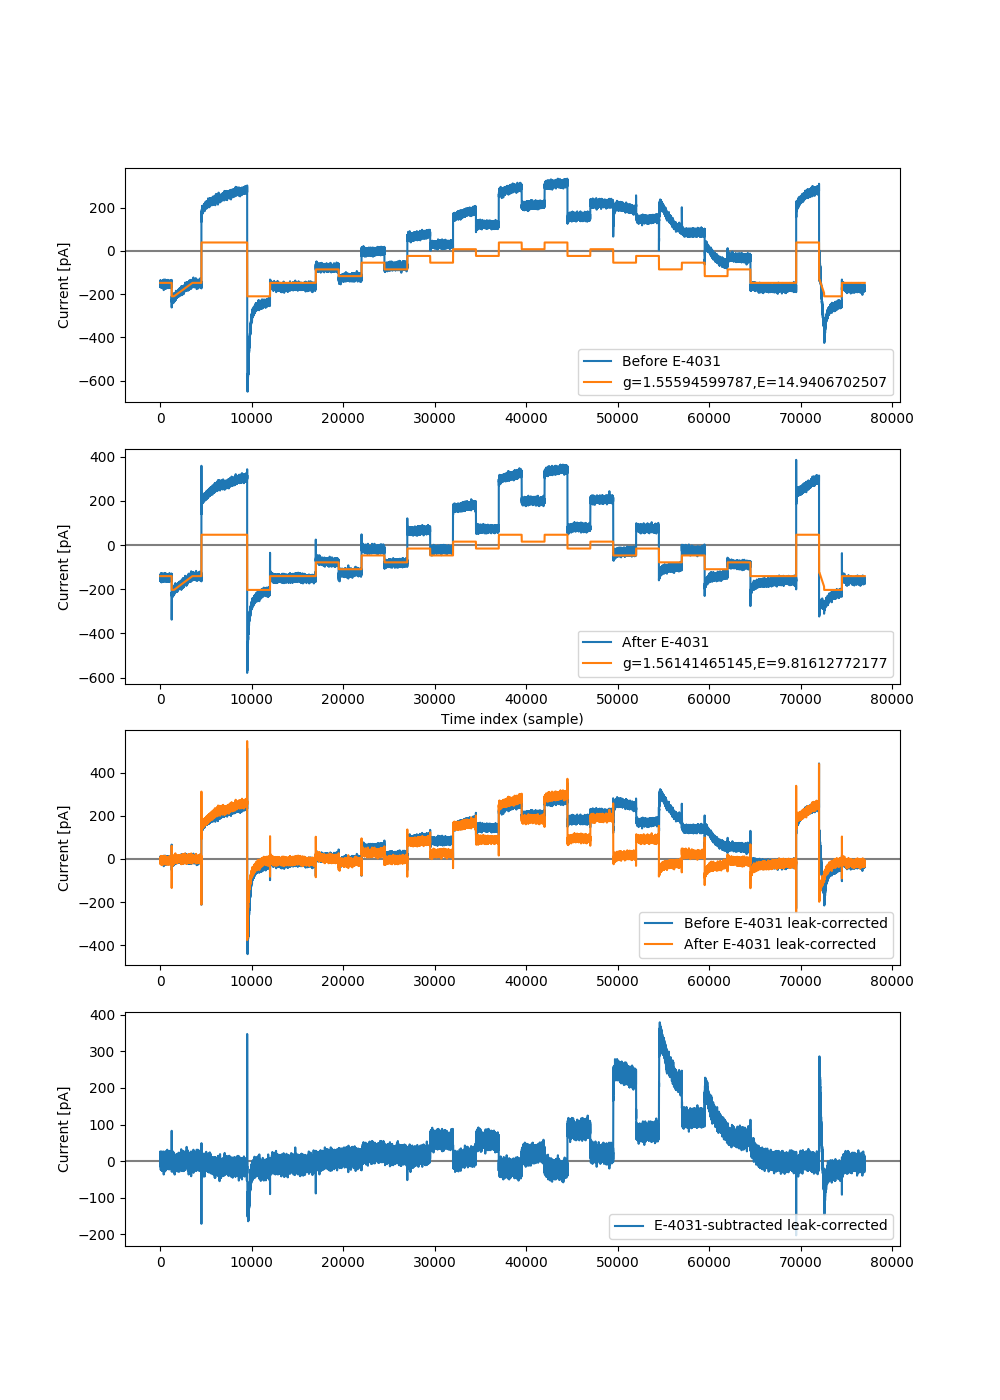 Current [pA]
200
0
−200
−400
−600
0 10000 20000 30000 40000 50000 60000 70000 80000
Before E-4031
g=1.55594599787,E=14.9406702507
Current [pA]
400
200
0
−200
−400
−600
0 10000 20000 30000 40000 50000 60000 70000 80000
Time index (sample)
After E-4031
g=1.56141465145,E=9.81612772177
Current [pA]
400
200
0
−200
−400
0 10000 20000 30000 40000 50000 60000 70000 80000
Before E-4031 leak-corrected
After E-4031 leak-corrected
Current [pA]
400
300
200
100
0
−100
−200
0 10000 20000 30000 40000 50000 60000 70000 80000
E-4031-subtracted leak-corrected